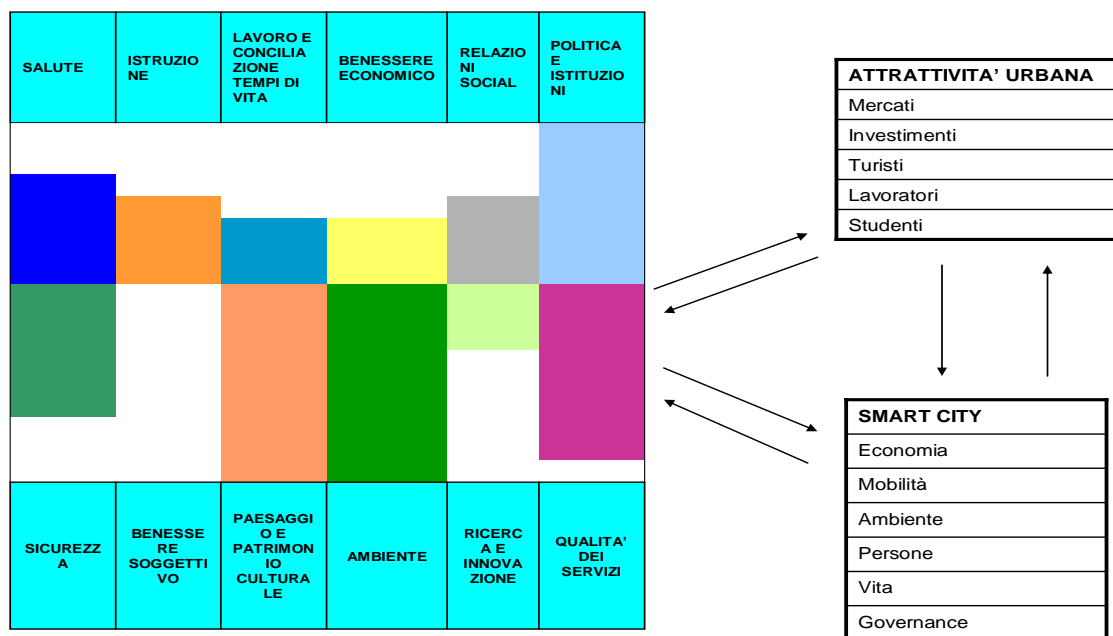 SALUTE
ISTRUZIO
NE
LAVORO E
CONCILIA
ZIONE
TEMPI DI
VITA
BENESSERE
ECONOMICO
RELAZIO
NI
SOCIAL
POLITICA
E
ISTITUZIO
NI
SICUREZZ
A
BENESSE
RE
SOGGETTI
VO
PAESAGGI
O E
PATRIMON
IO
CULTURA
LE
AMBIENTE
RICERC
A E
INNOVA
ZIONE
QUALITA'
DEI
SERVIZI
ATTRATTIVITA' URBANA
Mercati
Investimenti
Turisti
Lavoratori
Studenti
SMART CITY
Economia
Mobilità
Ambiente
Persone
Vita
Governance